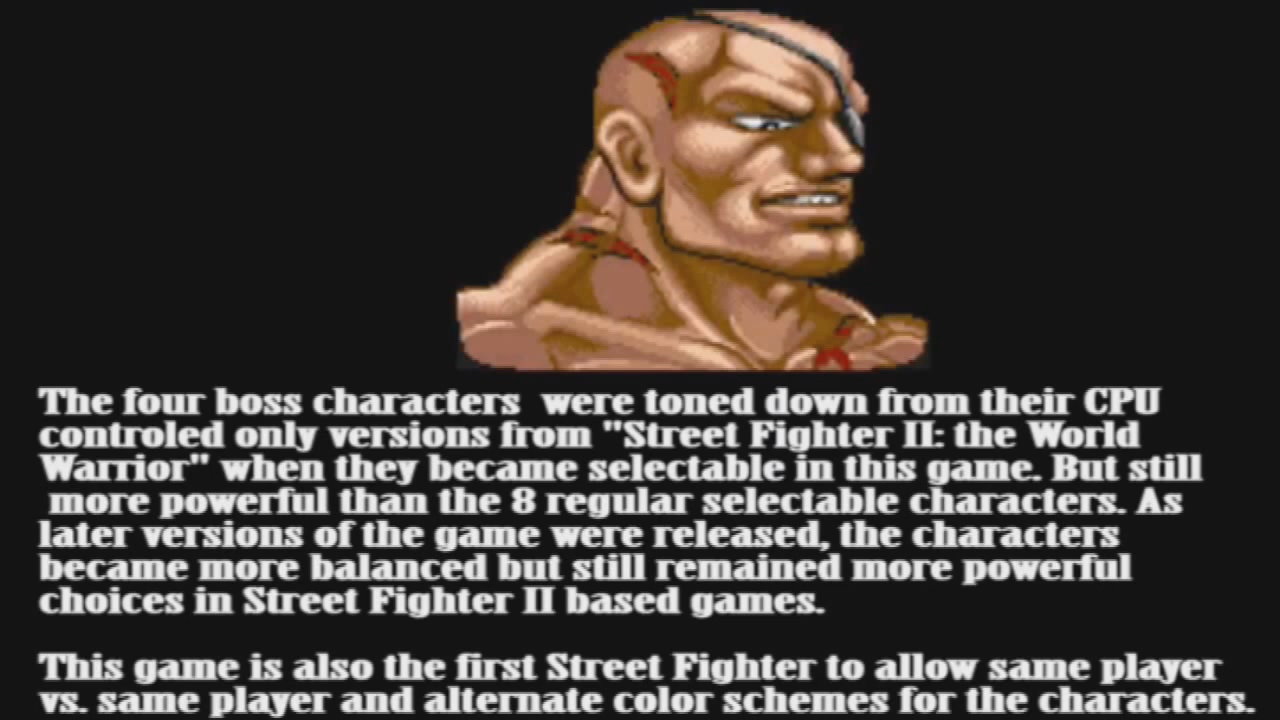 The four boss characters  were toned down from their CPU
controled only versions from "Street Fighter II: the World
Warrior" when they became selectable in this game. But still
 more powerful than the 8 regular selectable characters. As
later versions of the game were released, the characters
became more balanced but still remained more powerful
choices in Street Fighter II based games.

This game is also the first Street Fighter to allow same player
vs. same player and alternate color schemes for the characters.